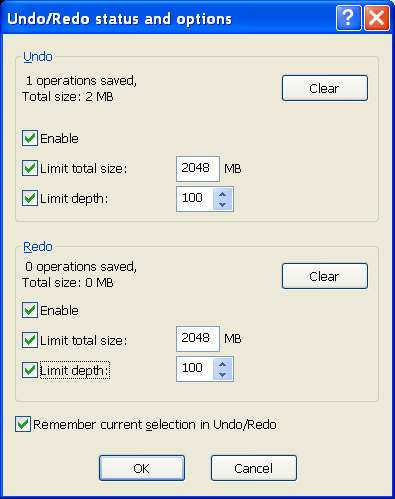 Undo/Redo status and options
Undo
1 operations saved,
Total size: 2 MB
Clear
Enable
Limit total size: 2048 MB
Limit depth: 100
Redo
0 operations saved,
Total size: 0 MB
Clear
Enable
Limit total size: 2048 MB
Limit depth: 100
Remember current selection in Undo/Redo
OK Cancel